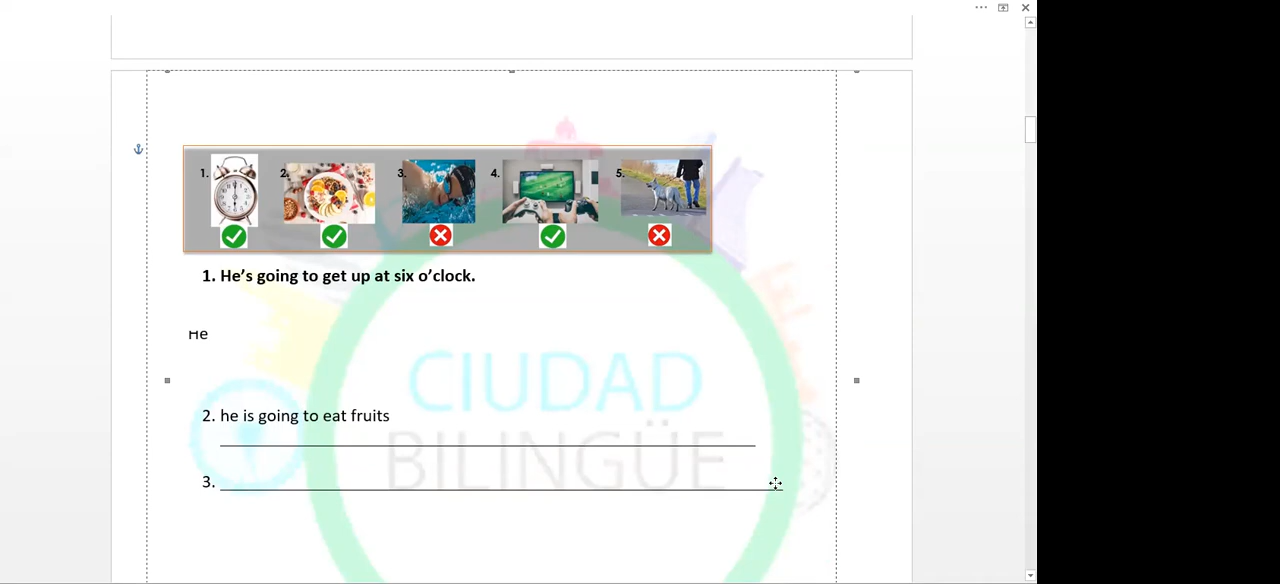 1. 2. 3. 4. 5.
1. He's going to get up at six o'clock.
He
2. he is going to eat fruits
3.
CIUDAD
BILINGÜE